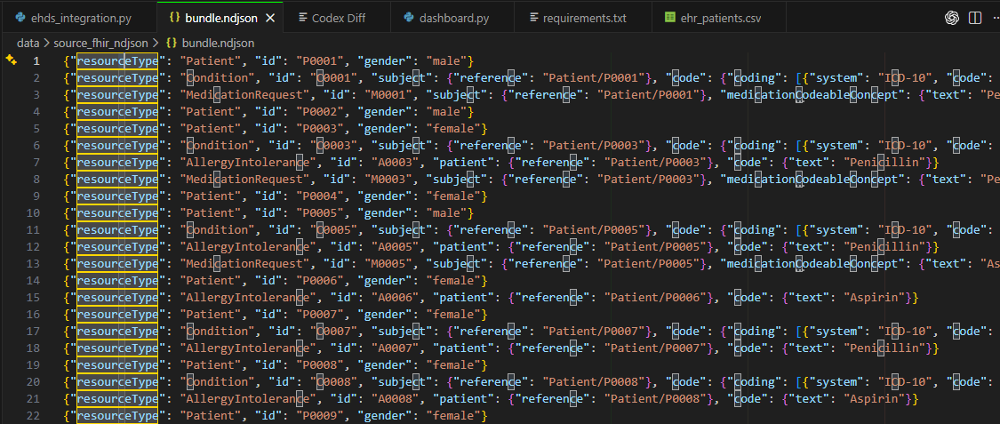 ehds_integration.py {} bundle.ndjson Codex Diff dashboard.py requirements.txt ehr_patients.csv
data > source_fhir_ndjson > {} bundle.ndjson
1 {"resourceType": "Patient", "id": "P0001", "gender": "male"}
2 {"resourceType": "Condition", "id": "C0001", "subject": {"reference": "Patient/P0001"}, "code": {"coding": [{"system": "ICD-10", "code":
3 {"resourceType": "MedicationRequest", "id": "M0001", "subject": {"reference": "Patient/P0001"}, "medicationCodeableConcept": {"text": "Pe
4 {"resourceType": "Patient", "id": "P0002", "gender": "male"}
5 {"resourceType": "Patient", "id": "P0003", "gender": "female"}
6 {"resourceType": "Condition", "id": "C0003", "subject": {"reference": "Patient/P0003"}, "code": {"coding": [{"system": "ICD-10", "code":
7 {"resourceType": "AllergyIntolerance", "id": "A0003", "patient": {"reference": "Patient/P0003"}, "code": {"text": "Penicillin"}}
8 {"resourceType": "MedicationRequest", "id": "M0003", "subject": {"reference": "Patient/P0003"}, "medicationCodeableConcept": {"text": "Pe
9 {"resourceType": "Patient", "id": "P0004", "gender": "female"}
10 {"resourceType": "Patient", "id": "P0005", "gender": "male"}
11 {"resourceType": "Condition", "id": "C0005", "subject": {"reference": "Patient/P0005"}, "code": {"coding": [{"system": "ICD-10", "code":
12 {"resourceType": "AllergyIntolerance", "id": "A0005", "patient": {"reference": "Patient/P0005"}, "code": {"text": "Penicillin"}}
13 {"resourceType": "MedicationRequest", "id": "M0005", "subject": {"reference": "Patient/P0005"}, "medicationCodeableConcept": {"text": "As
14 {"resourceType": "Patient", "id": "P0006", "gender": "female"}
15 {"resourceType": "AllergyIntolerance", "id": "A0006", "patient": {"reference": "Patient/P0006"}, "code": {"text": "Aspirin"}}
16 {"resourceType": "Patient", "id": "P0007", "gender": "female"}
17 {"resourceType": "Condition", "id": "C0007", "subject": {"reference": "Patient/P0007"}, "code": {"coding": [{"system": "ICD-10", "code":
18 {"resourceType": "AllergyIntolerance", "id": "A0007", "patient": {"reference": "Patient/P0007"}, "code": {"text": "Penicillin"}}
19 {"resourceType": "Patient", "id": "P0008", "gender": "female"}
20 {"resourceType": "Condition", "id": "C0008", "subject": {"reference": "Patient/P0008"}, "code": {"coding": [{"system": "ICD-10", "code":
21 {"resourceType": "AllergyIntolerance", "id": "A0008", "patient": {"reference": "Patient/P0008"}, "code": {"text": "Aspirin"}}
22 {"resourceType": "Patient", "id": "P0009", "gender": "female"}